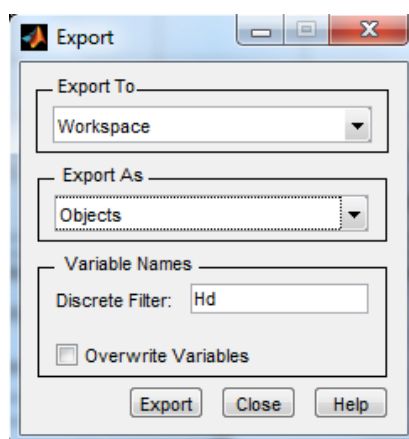 Export
Export To
Workspace
Export As
Objects
Variable Names
Discrete Filter: Hd
Overwrite Variables
Export Close Help